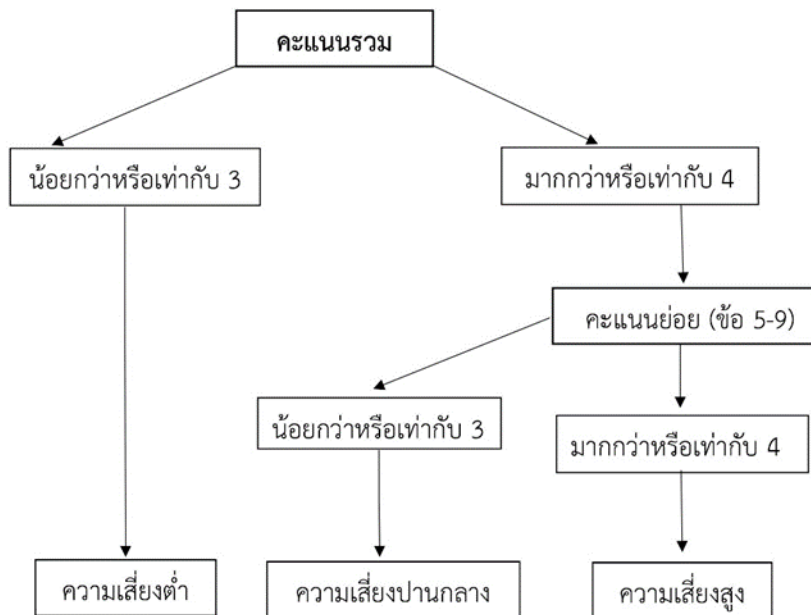 คะแนนรวม
น้อยกว่าหรือเท่ากับ 3
มากกว่าหรือเท่ากับ 4
คะแนนย่อย (ข้อ 5-9)
น้อยกว่าหรือเท่ากับ 3
มากกว่าหรือเท่ากับ 4
ความเสี่ยงต่ำ
ความเสี่ยงปานกลาง
ความเสี่ยงสูง